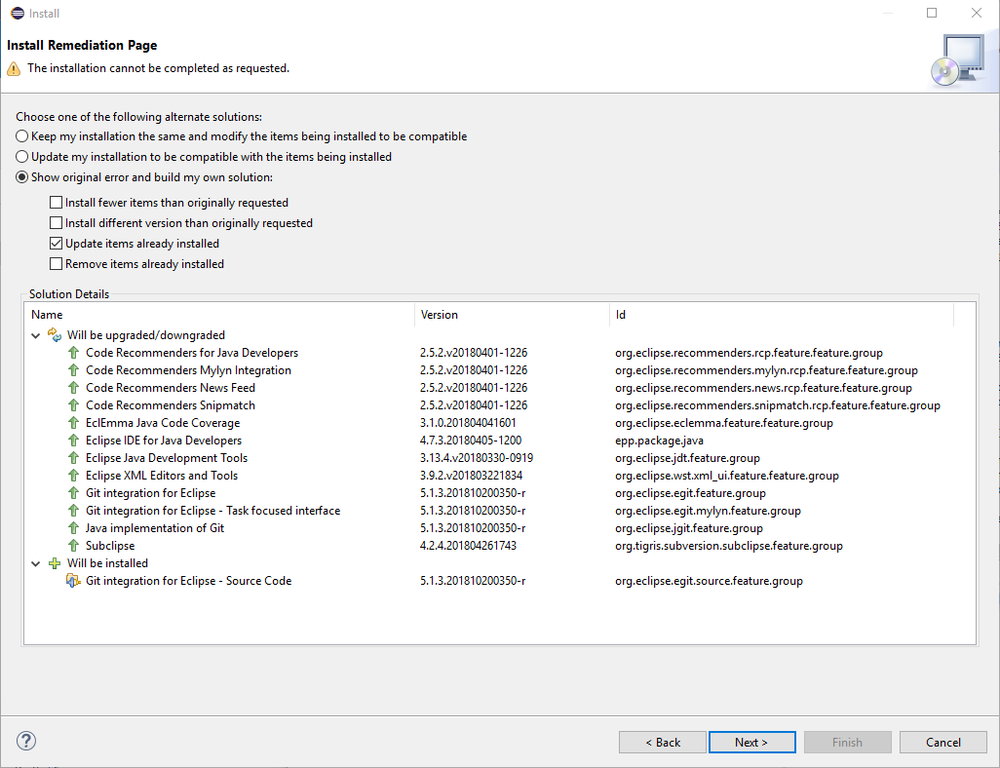 Install
Install Remediation Page
The installation cannot be completed as requested.
Choose one of the following alternate solutions:
Keep my installation the same and modify the items being installed to be compatible
Update my installation to be compatible with the items being installed
Show original error and build my own solution:
Install fewer items than originally requested
Install different version than originally requested
Update items already installed
Remove items already installed
Solution Details
Name Version Id
Will be upgraded/downgraded
Code Recommenders for Java Developers 2.5.2.v20180401-1226 org.eclipse.recommenders.rcp.feature.feature.group
Code Recommenders Mylyn Integration 2.5.2.v20180401-1226 org.eclipse.recommenders.mylyn.rcp.feature.feature.group
Code Recommenders News Feed 2.5.2.v20180401-1226 org.eclipse.recommenders.news.rcp.feature.feature.group
Code Recommenders Snipmatch 2.5.2.v20180401-1226 org.eclipse.recommenders.snipmatch.rcp.feature.feature.group
EclEmma Java Code Coverage 3.1.0.201804041601 org.eclipse.eclemma.feature.feature.group
Eclipse IDE for Java Developers 4.7.3.20180405-1200 epp.package.java
Eclipse Java Development Tools 3.13.4.v20180330-0919 org.eclipse.jdt.feature.group
Eclipse XML Editors and Tools 3.9.2.v201803221834 org.eclipse.wst.xml_ui.feature.feature.group
Git integration for Eclipse 5.1.3.201810200350-r org.eclipse.egit.feature.group
Git integration for Eclipse - Task focused interface 5.1.3.201810200350-r org.eclipse.egit.mylyn.feature.group
Java implementation of Git 5.1.3.201810200350-r org.eclipse.jgit.feature.group
Subclipse 4.2.4.201804261743 org.tigris.subversion.subclipse.feature.group
Will be installed
Git integration for Eclipse - Source Code 5.1.3.201810200350-r org.eclipse.egit.source.feature.group
?
< Back Next > Finish Cancel